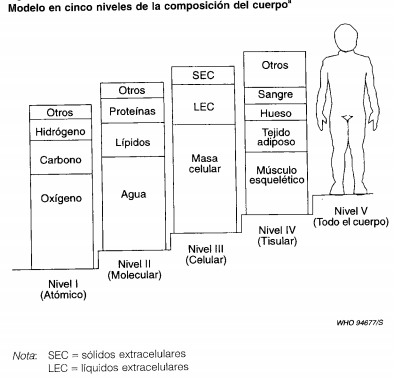 Modelo en cinco niveles de la composición del cuerpo
Otros
Hidrógeno
Carbono
Oxígeno
Nivel I
(Atómico)
Otros
Proteínas
Lípidos
Agua
Nivel II
(Molecular)
SEC
LEC
Masa
celular
Nivel III
(Celular)
Otros
Sangre
Hueso
Tejido
adiposo
Músculo
esquelético
Nivel IV
(Tisular)
Nivel V
(Todo el cuerpo)
WHO 94677/S
Nota: SEC = sólidos extracelulares
LEC = líquidos extracelulares